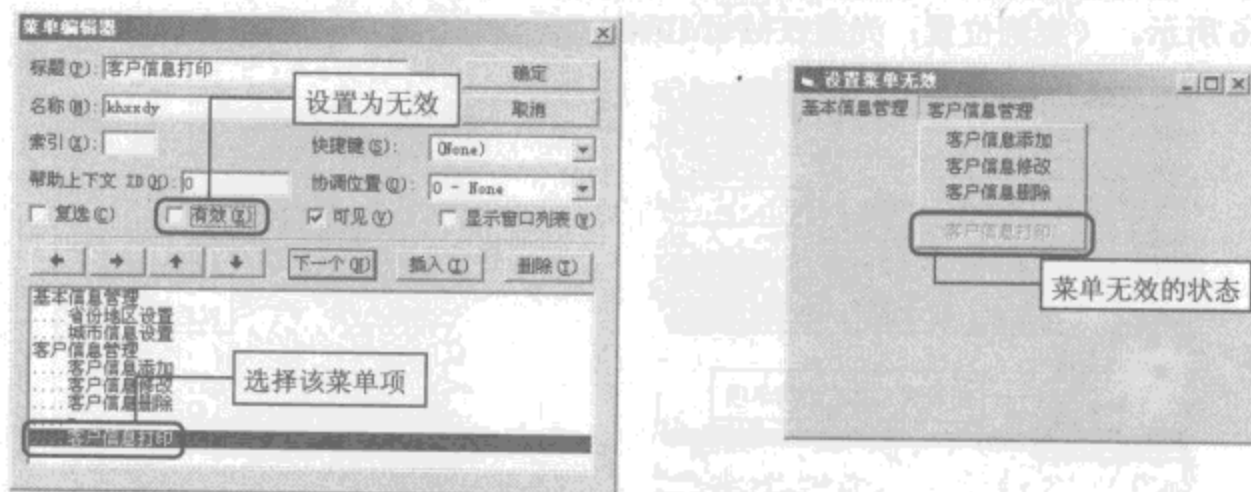 菜单编辑器
标题(P): 客户信息打印
确定
名称(M): khxxdy
设置为无效
取消
索引(X):
快捷键(S): (None)
帮助上下文 ID(H): 0
协调位置(O): 0 - None
复选(C) 有效(E) 可见(V) 显示窗口列表(W)
下一个(N) 插入(I) 删除(T)
基本信息管理
....省份地区设置
....城市信息设置
客户信息管理
....客户信息添加
....客户信息修改
....客户信息删除
....-
....客户信息打印
选择该菜单项
设置菜单无效
基本信息管理 客户信息管理
客户信息添加
客户信息修改
客户信息删除
客户信息打印
菜单无效的状态